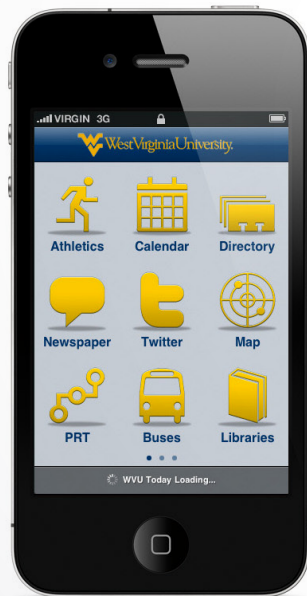 VIRGIN 3G
WestVirginiaUniversity.
Athletics Calendar Directory
Newspaper Twitter Map
PRT Buses Libraries
WVU Today Loading...